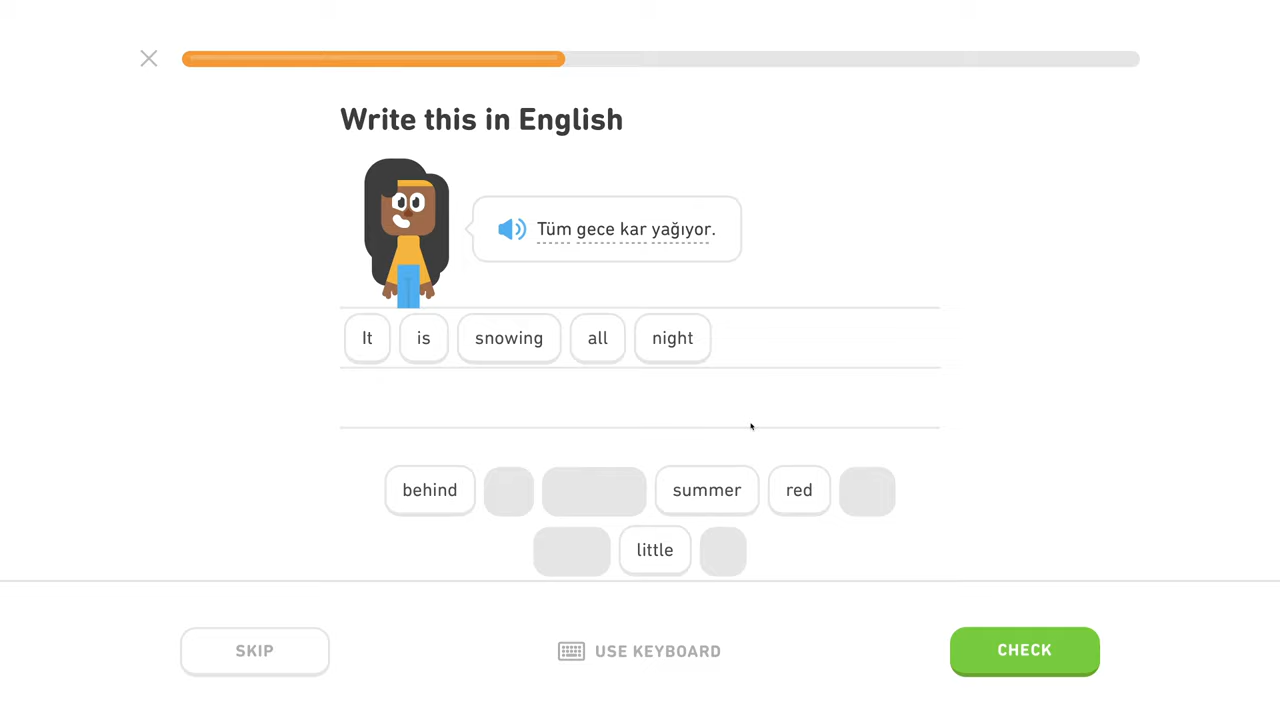 Write this in English
Tüm gece kar yağıyor.
It is snowing all night
behind summer red
little
SKIP USE KEYBOARD CHECK